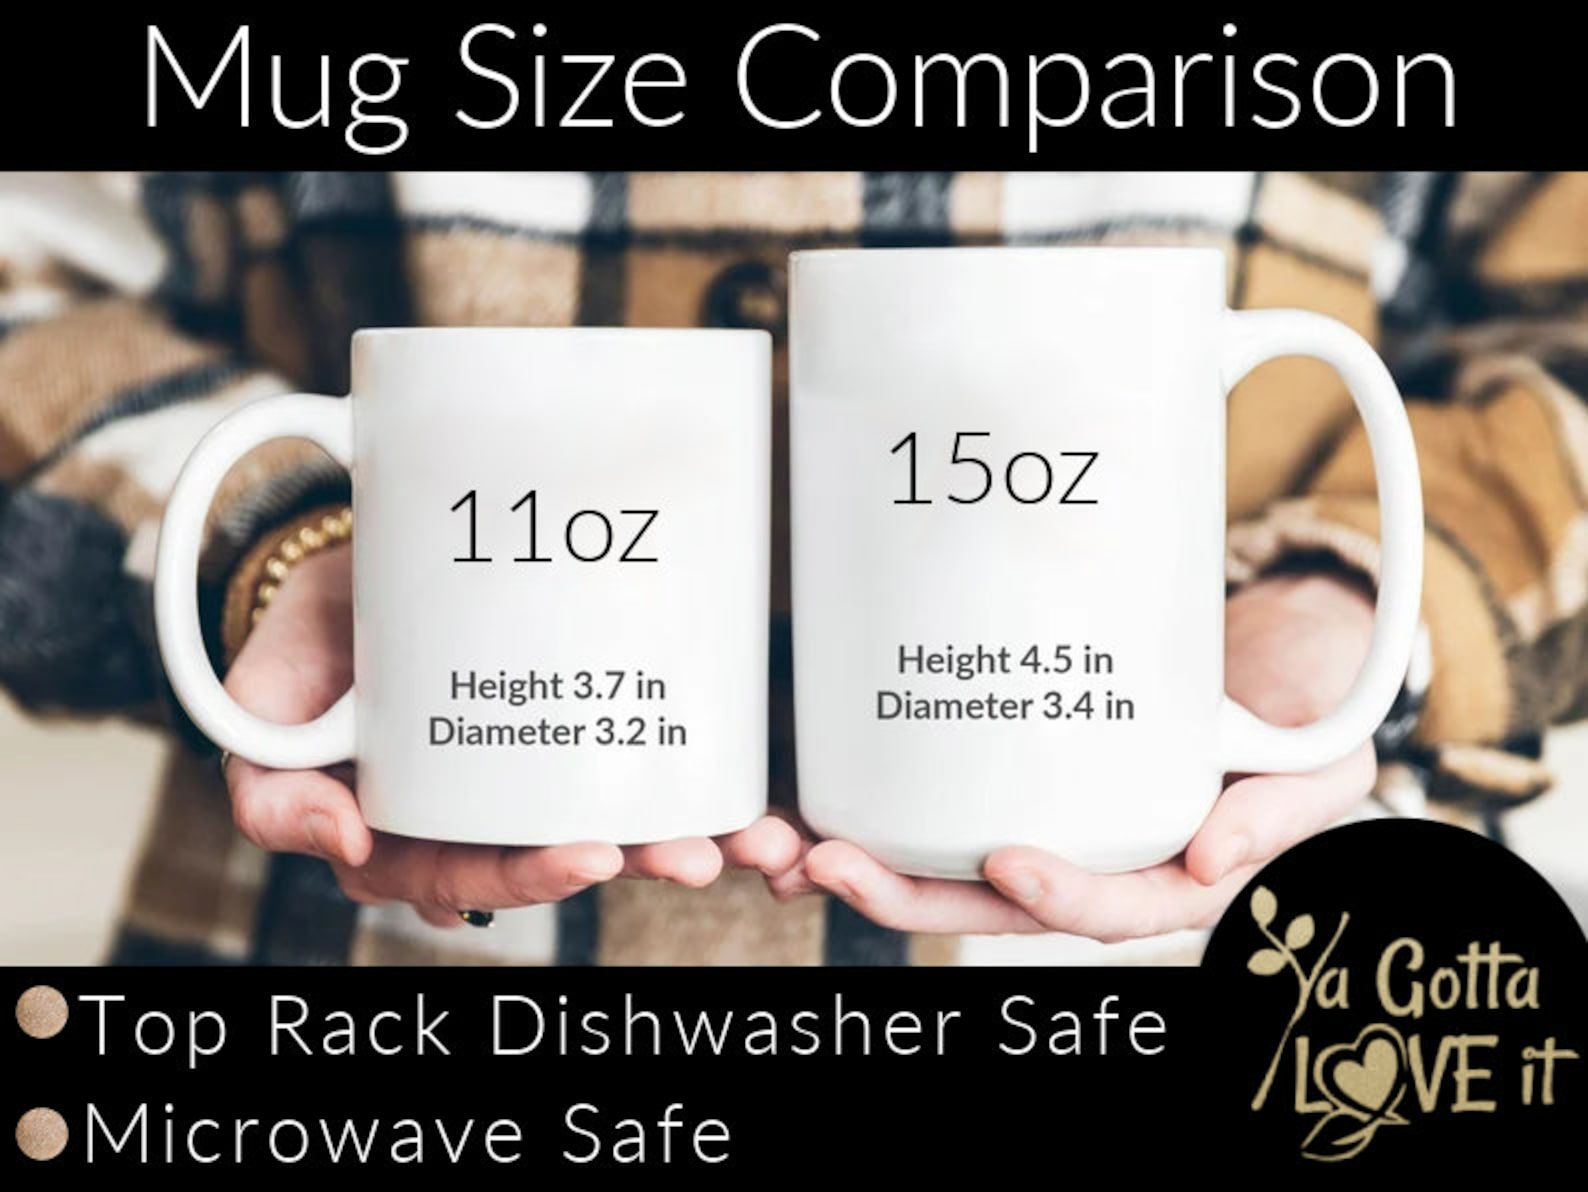 Mug Size Comparison
11oz
Height 3.7 in
Diameter 3.2 in
15oz
Height 4.5 in
Diameter 3.4 in
Top Rack Dishwasher Safe
Microwave Safe
Ya Gotta
LOVE it